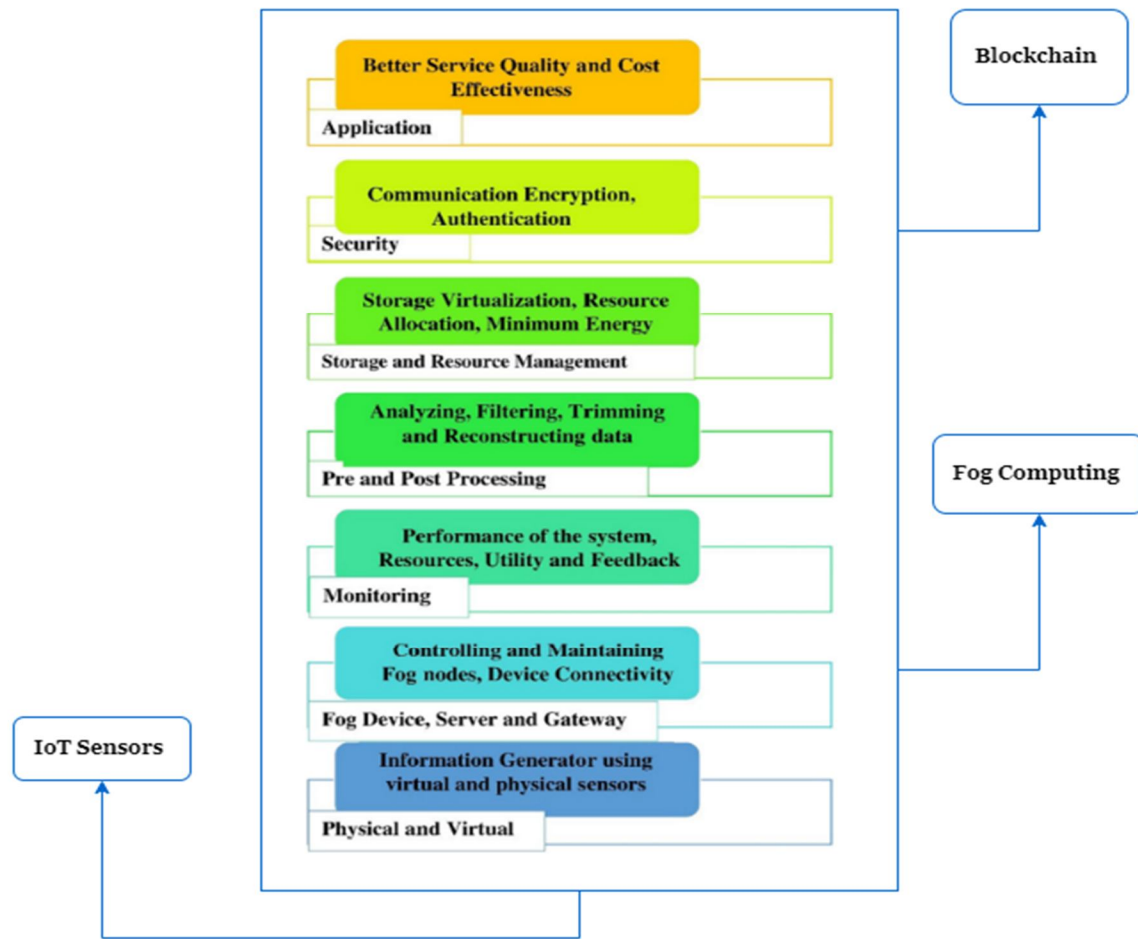 Blockchain
Better Service Quality and Cost
Effectiveness
Application
Communication Encryption,
Authentication
Security
Storage Virtualization, Resource
Allocation, Minimum Energy
Storage and Resource Management
Analyzing, Filtering, Trimming
and Reconstructing data
Pre and Post Processing
Fog Computing
Performance of the system,
Resources, Utility and Feedback
Monitoring
Controlling and Maintaining
Fog nodes, Device Connectivity
Fog Device, Server and Gateway
IoT Sensors
Information Generator using
virtual and physical sensors
Physical and Virtual